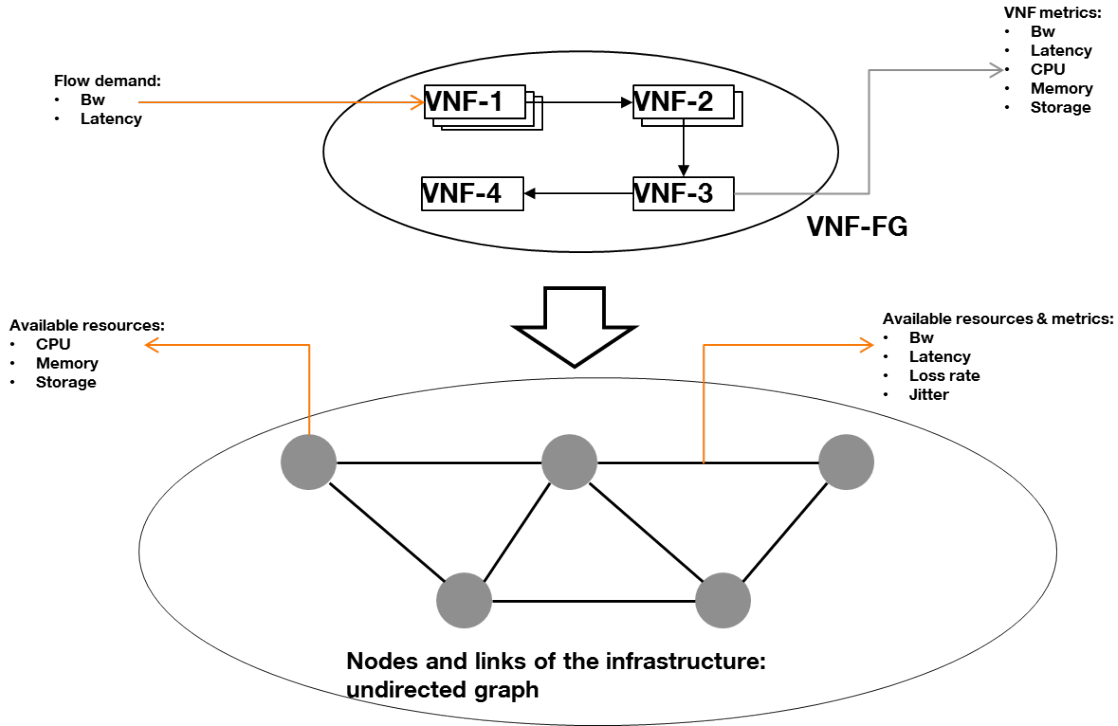 VNF metrics:
• Bw
• Latency
• CPU
• Memory
• Storage
Flow demand:
• Bw
• Latency
VNF-1
VNF-2
VNF-4
VNF-3
VNF-FG
Available resources:
• CPU
• Memory
• Storage
Available resources & metrics:
• Bw
• Latency
• Loss rate
• Jitter
Nodes and links of the infrastructure:
undirected graph